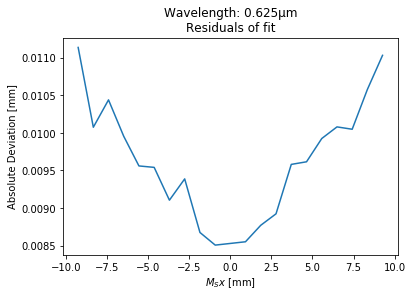 Wavelength: 0.625μm
Residuals of fit
Absolute Deviation [mm]
0.0110
0.0105
0.0100
0.0095
0.0090
0.0085
−10.0 −7.5 −5.0 −2.5 0.0 2.5 5.0 7.5 10.0
M_S x [mm]